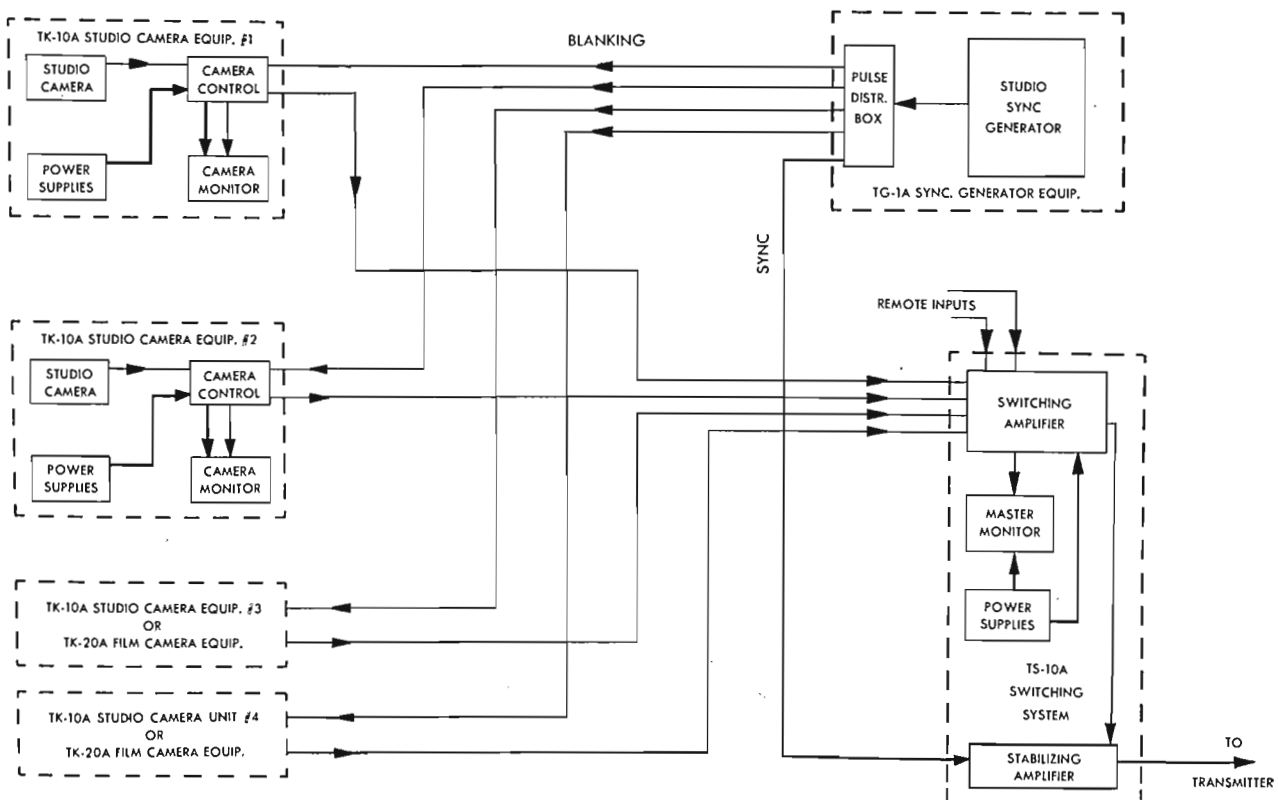 TK-10A STUDIO CAMERA EQUIP. #1
STUDIO
CAMERA
CAMERA
CONTROL
POWER
SUPPLIES
CAMERA
MONITOR
BLANKING
PULSE
DISTR.
BOX
STUDIO
SYNC
GENERATOR
TG-1A SYNC. GENERATOR EQUIP.
SYNC
REMOTE INPUTS
TK-10A STUDIO CAMERA EQUIP. #2
STUDIO
CAMERA
CAMERA
CONTROL
POWER
SUPPLIES
CAMERA
MONITOR
SWITCHING
AMPLIFIER
MASTER
MONITOR
POWER
SUPPLIES
TS-10A
SWITCHING
SYSTEM
TK-10A STUDIO CAMERA EQUIP. #3
OR
TK-20A FILM CAMERA EQUIP.
TK-10A STUDIO CAMERA UNIT #4
OR
TK-20A FILM CAMERA EQUIP.
STABILIZING
AMPLIFIER
TO
TRANSMITTER